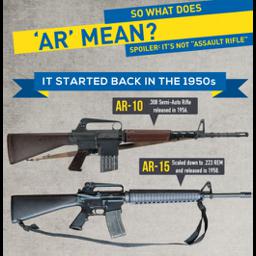 SO WHAT DOES
'AR' MEAN?
SPOILER: IT'S NOT "ASSAULT RIFLE"
IT STARTED BACK IN THE 1950s
AR-10
.308 Semi-Auto Rifle
released in 1956.
AR-15
Scaled down to .223 REM
and released in 1958.